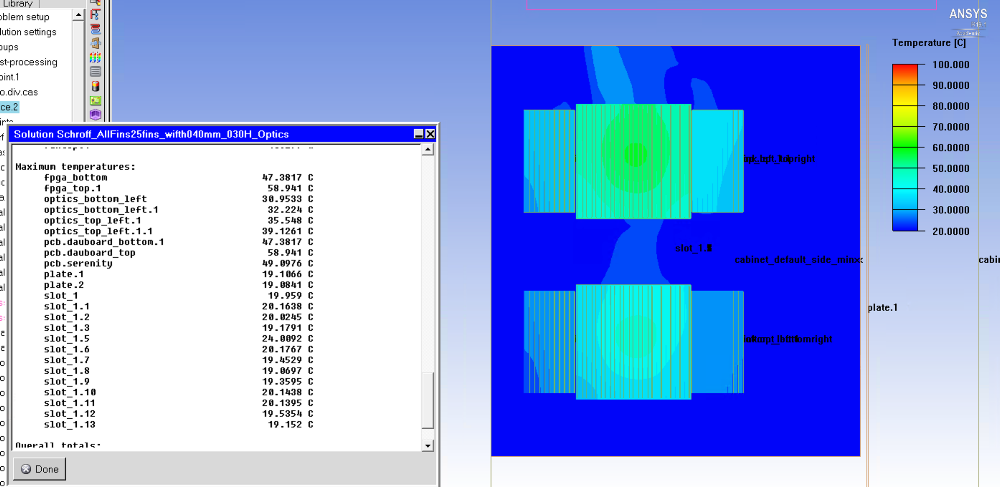 Library
oblem setup
lution settings
oups
st-processing
oint.1
o.div.cas
ce.2
Solution Schroff_AllFins25fins_wifth040mm_030H_Optics
Maximum temperatures:
fpga_bottom 47.3817 C
fpga_top.1 58.941 C
optics_bottom_left 30.9533 C
optics_bottom_left.1 32.224 C
optics_top_left.1 35.548 C
optics_top_left.1.1 39.1261 C
pcb.dauboard_bottom.1 47.3817 C
pcb.dauboard_top 58.941 C
pcb.serenity 49.0976 C
plate.1 19.1066 C
plate.2 19.0841 C
slot_1 19.959 C
slot_1.1 20.1638 C
slot_1.2 20.0245 C
slot_1.3 19.1791 C
slot_1.5 24.0092 C
slot_1.6 20.1767 C
slot_1.7 19.4529 C
slot_1.8 19.0697 C
slot_1.9 19.3595 C
slot_1.10 20.1438 C
slot_1.11 20.1395 C
slot_1.12 19.5354 C
slot_1.13 19.152 C
Overall totals:
Done
ANSYS
Academic
Temperature [C]
100.000
90.0000
80.0000
70.0000
60.0000
50.0000
40.0000
30.0000
20.0000
cabinet_default_side_minx
cabin
plate.1